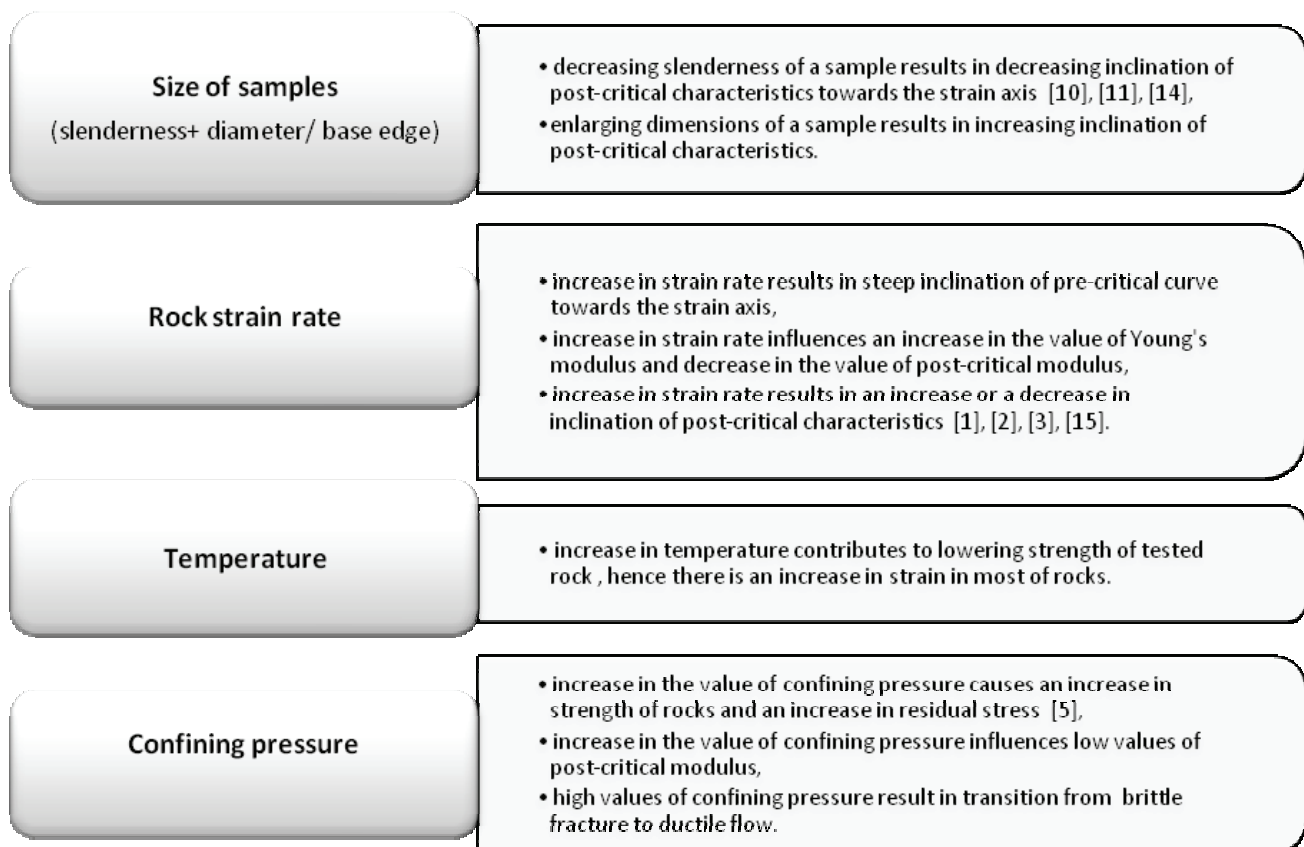 Size of samples
(slenderness+ diameter/ base edge)
• decreasing slenderness of a sample results in decreasing inclination of
post-critical characteristics towards the strain axis [10], [11], [14],
• enlarging dimensions of a sample results in increasing inclination of
post-critical characteristics.
Rock strain rate
• increase in strain rate results in steep inclination of pre-critical curve
towards the strain axis,
• increase in strain rate influences an increase in the value of Young's
modulus and decrease in the value of post-critical modulus,
• increase in strain rate results in an increase or a decrease in
inclination of post-critical characteristics [1], [2], [3], [15].
Temperature
• increase in temperature contributes to lowering strength of tested
rock , hence there is an increase in strain in most of rocks.
Confining pressure
• increase in the value of confining pressure causes an increase in
strength of rocks and an increase in residual stress [5],
• increase in the value of confining pressure influences low values of
post-critical modulus,
• high values of confining pressure result in transition from brittle
fracture to ductile flow.